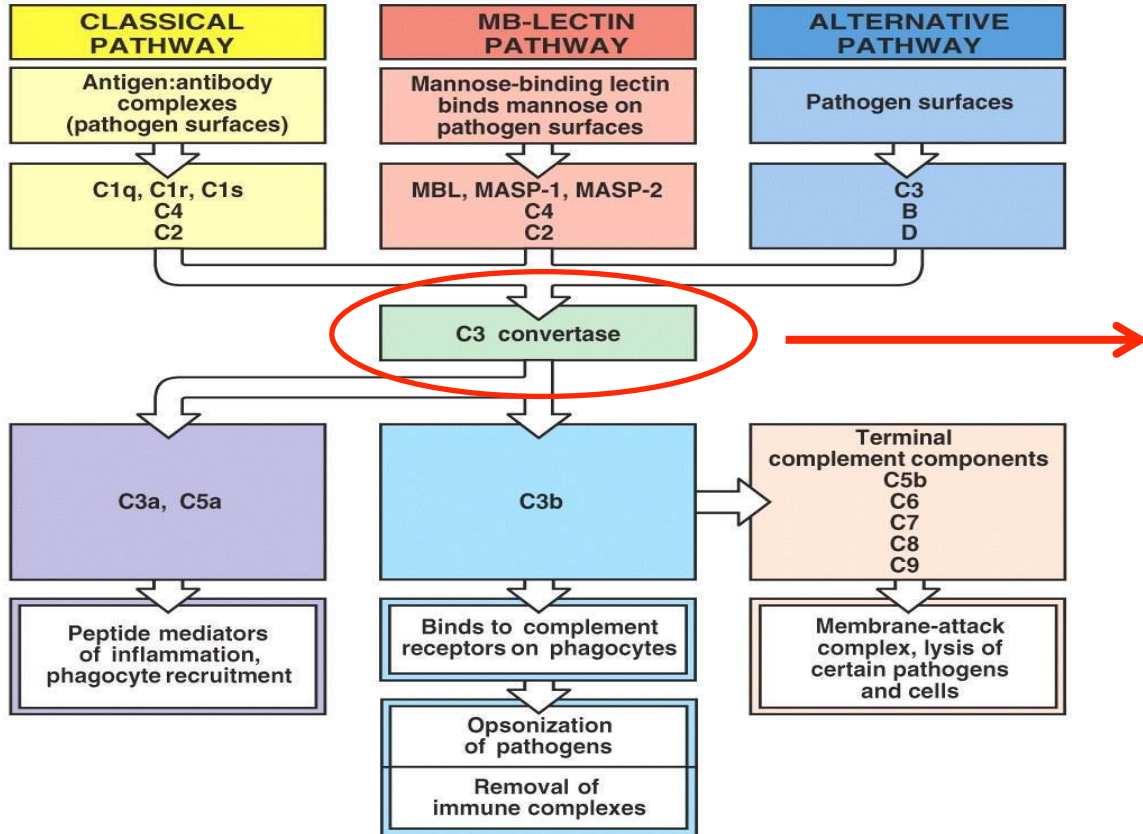 CLASSICAL
PATHWAY
MB-LECTIN
PATHWAY
ALTERNATIVE
PATHWAY
Antigen:antibody
complexes
(pathogen surfaces)
Mannose-binding lectin
binds mannose on
pathogen surfaces
Pathogen surfaces
C1q, C1r, C1s
C4
C2
MBL, MASP-1, MASP-2
C4
C2
C3
B
D
C3 convertase
C3a, C5a
C3b
Terminal
complement components
C5b
C6
C7
C8
C9
Peptide mediators
of inflammation,
phagocyte recruitment
Binds to complement
receptors on phagocytes
Membrane-attack
complex, lysis of
certain pathogens
and cells
Opsonization
of pathogens
Removal of
immune complexes